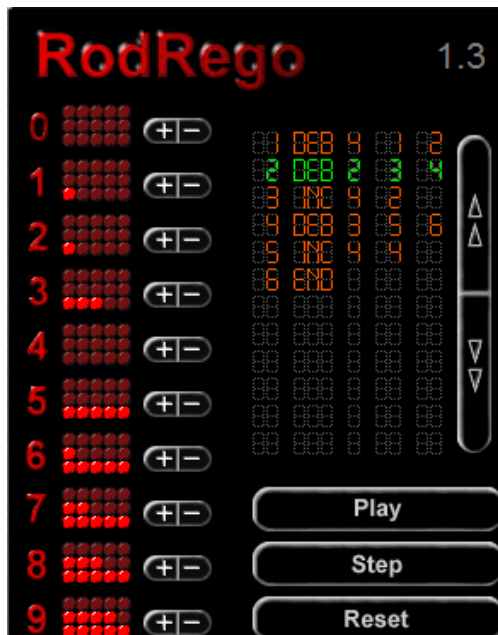 RodRego 1.3
0 + -
1 DEB 4 1 2
1 + -
2 DEB 2 3 4
3 INC 4 2
2 + -
4 DEB 3 5 6
5 INC 4 4
3 + -
6 END
4 + -
5 + -
6 + -
7 + -
Play
8 + -
Step
9 + -
Reset